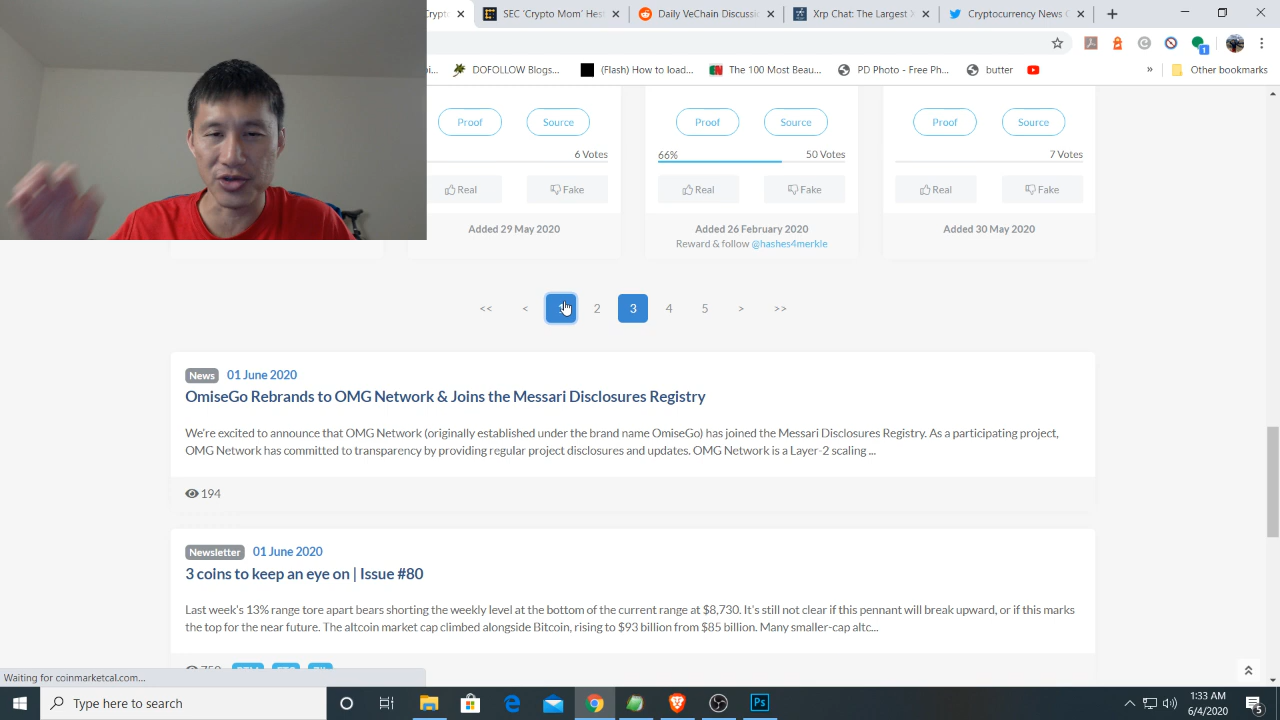 SEC 'Crypto Mom' Hes
Daily VeChain Discussi
Xrp Chat: The Largest X
Cryptocurrency News C
DOFOLLOW Blogs...
(Flash) How to load...
The 100 Most Beau...
PD Photo - Free Ph...
butter
»
Other bookmarks
Proof Source Proof Source Proof Source
6 Votes 66% 50 Votes 7 Votes
Real Fake Real Fake Real Fake
Added 29 May 2020 Added 26 February 2020 Added 30 May 2020
Reward & follow @hashes4merkle
<< < 2 3 4 5 > >>
News 01 June 2020
OmiseGo Rebrands to OMG Network & Joins the Messari Disclosures Registry
We're excited to announce that OMG Network (originally established under the brand name OmiseGo) has joined the Messari Disclosures Registry. As a participating project,
OMG Network has committed to transparency by providing regular project disclosures and updates. OMG Network is a Layer-2 scaling ...
194
Newsletter 01 June 2020
3 coins to keep an eye on | Issue #80
Last week's 13% range tore apart bears shorting the weekly level at the bottom of the current range at $8,730. It's still not clear if this pennant will break upward, or if this marks
the top for the near future. The altcoin market cap climbed alongside Bitcoin, rising to $93 billion from $85 billion. Many smaller-cap altc...
Waiting for coinmarketcal.com...
Type here to search
Ps
1:33 AM
6/4/2020
5